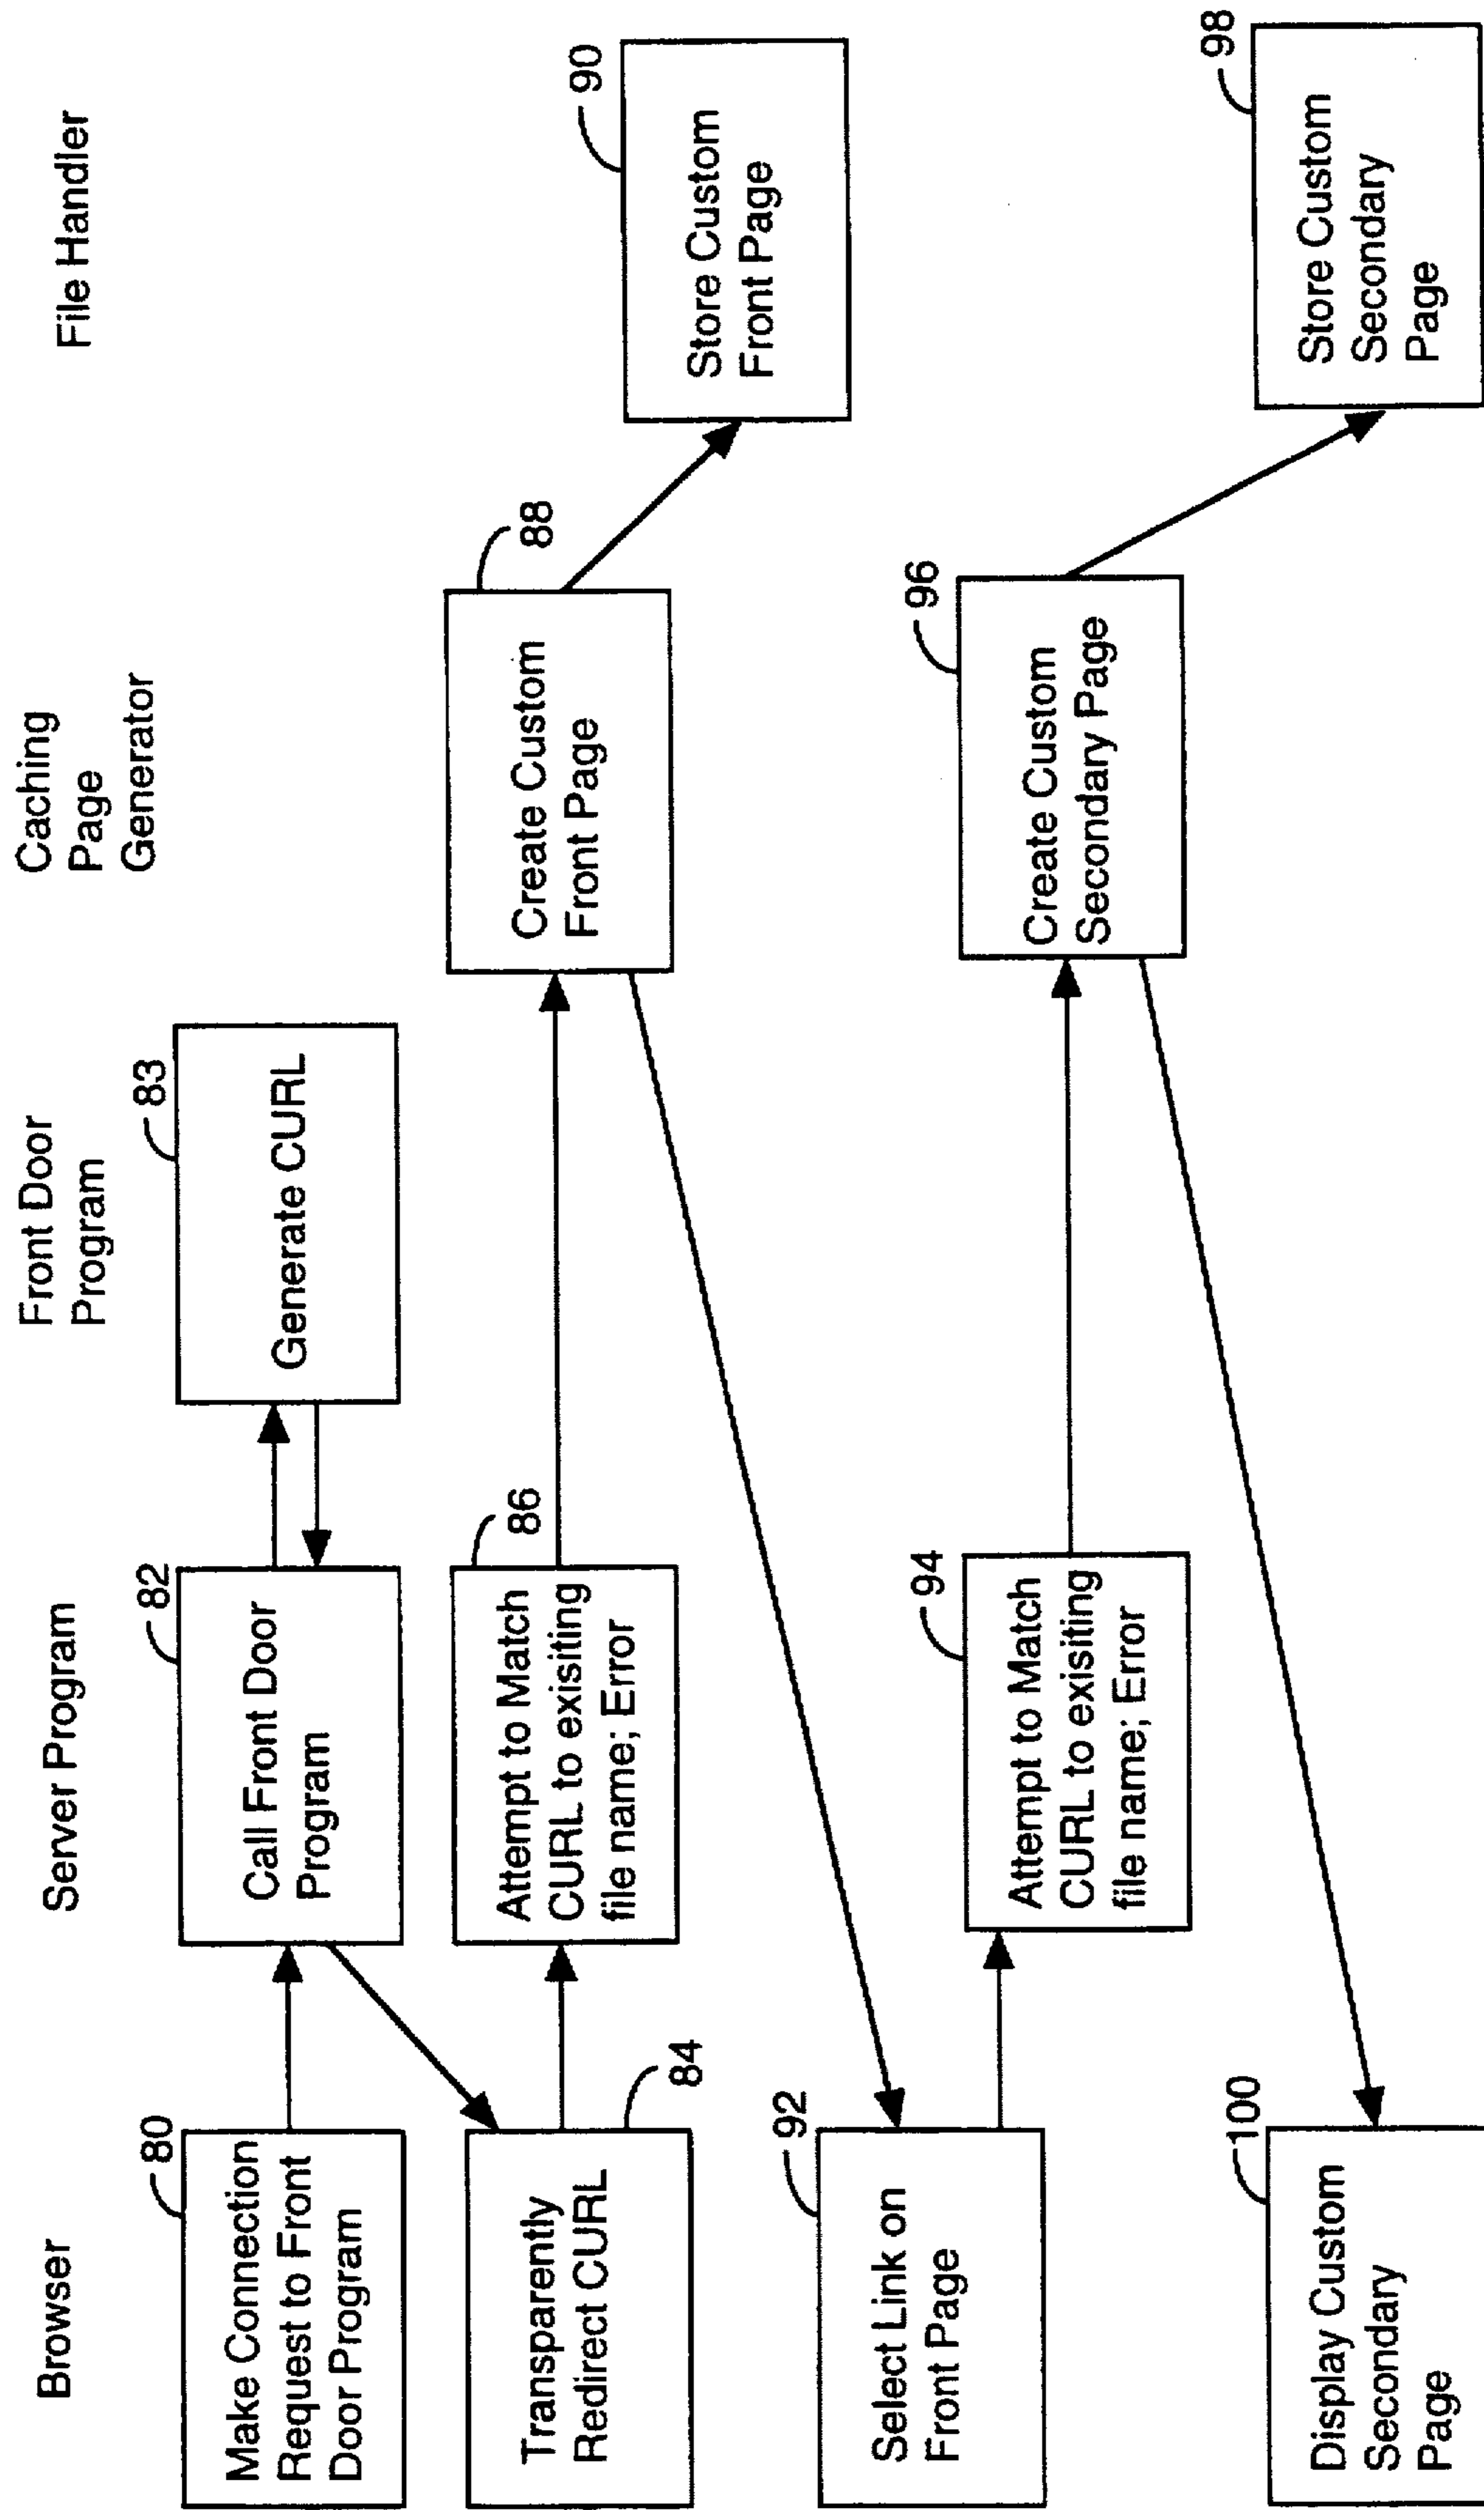 Browser
Server Program
Front Door
Program
Caching
Page
Generator
File Handler
80
Make Connection
Request to Front
Door Program
82
Call Front Door
Program
83
Generate CURL
Transparently
Redirect CURL
84
Attempt to Match
CURL to exisiting
file name; Error
86
Create Custom
Front Page
88
90
Store Custom
Front Page
92
Select Link on
Front Page
94
Attempt to Match
CURL to exisiting
file name; Error
96
Create Custom
Secondary Page
98
Store Custom
Secondary
Page
100
Display Custom
Secondary
Page